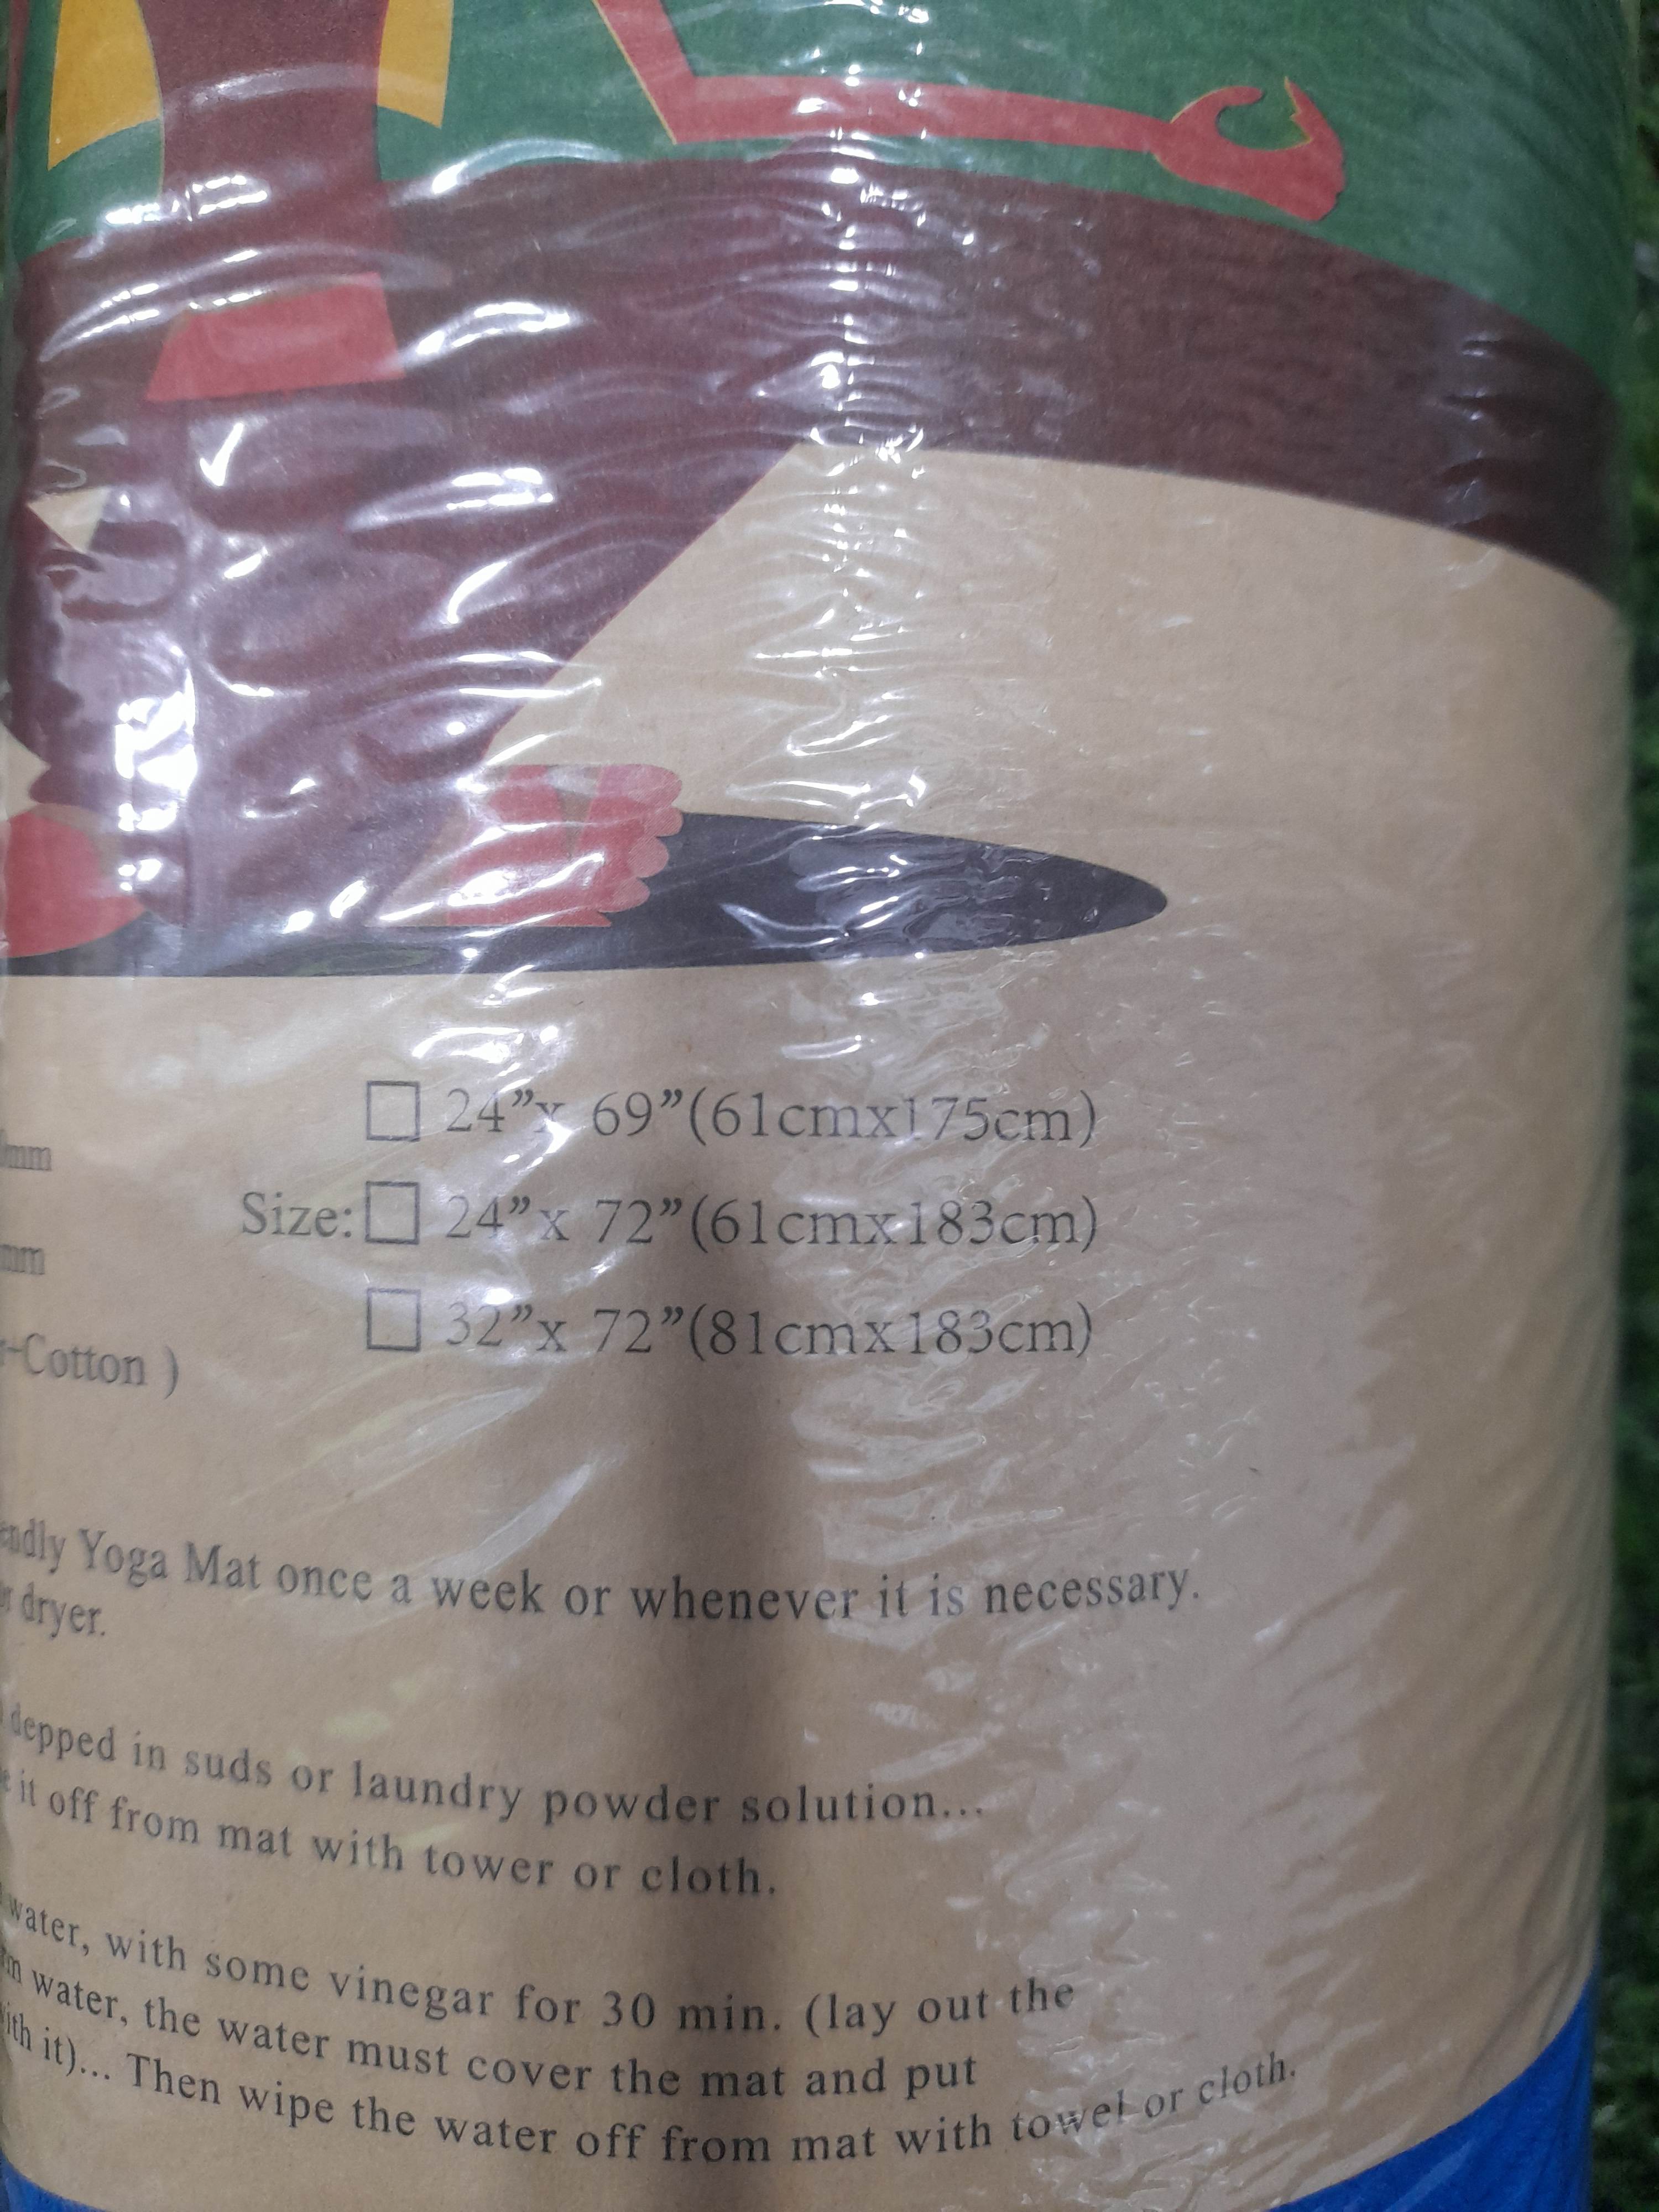 24”x 69”(61cmx175cm)
mm
Size: 24”x 72”(61cmx183cm)
mm
32”x 72”(81cmx183cm)
-Cotton )
endly Yoga Mat once a week or whenever it is necessary.
dryer.
depped in suds or laundry powder solution...
it off from mat with tower or cloth.
water, with some vinegar for 30 min. (lay out the
m water, the water must cover the mat and put
ith it)... Then wipe the water off from mat with towel or cloth.